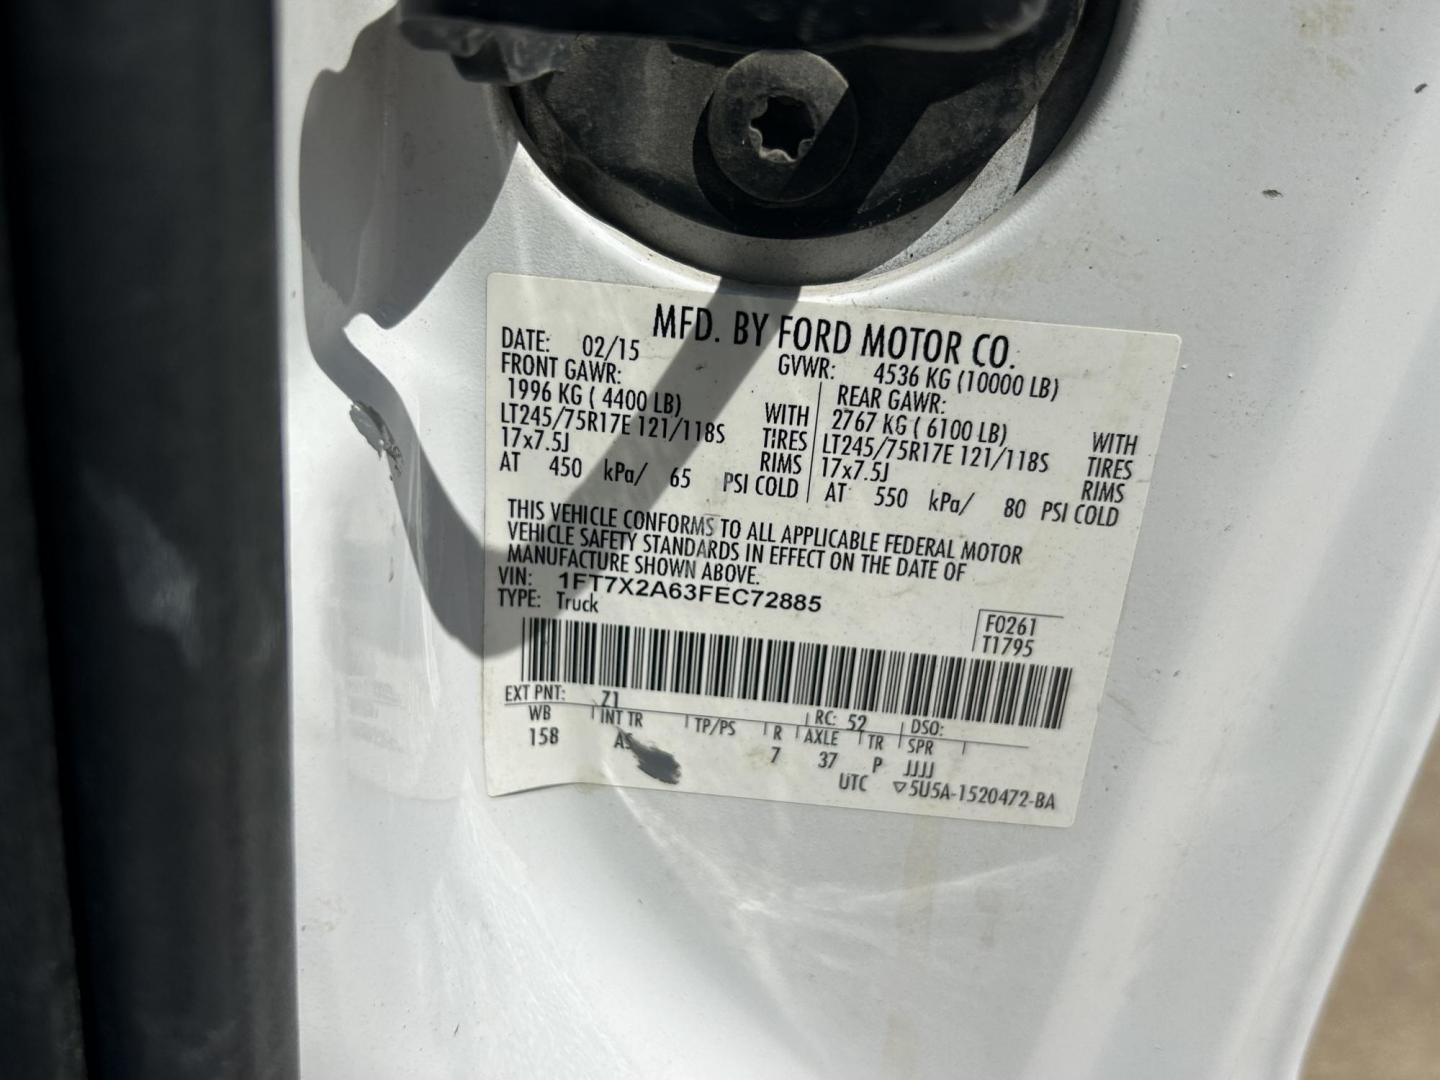 MFD. BY FORD MOTOR CO.
DATE: 02/15 GVWR: 4536 KG (10000 LB)
FRONT GAWR: REAR GAWR:
1996 KG ( 4400 LB) WITH 2767 KG ( 6100 LB) WITH
LT245/75R17E 121/118S TIRES LT245/75R17E 121/118S TIRES
17x7.5J RIMS 17x7.5J RIMS
AT 450 kPa/ 65 PSI COLD AT 550 kPa/ 80 PSI COLD
THIS VEHICLE CONFORMS TO ALL APPLICABLE FEDERAL MOTOR
VEHICLE SAFETY STANDARDS IN EFFECT ON THE DATE OF
MANUFACTURE SHOWN ABOVE.
VIN: 1FT7X2A63FEC72885
TYPE: Truck
F0261
T1795
EXT PNT: Z1 RC: 52 DSO:
WB INT TR TP/PS R AXLE TR SPR
158 AS 7 37 P JJJJ
UTC ▽5U5A-1520472-BA